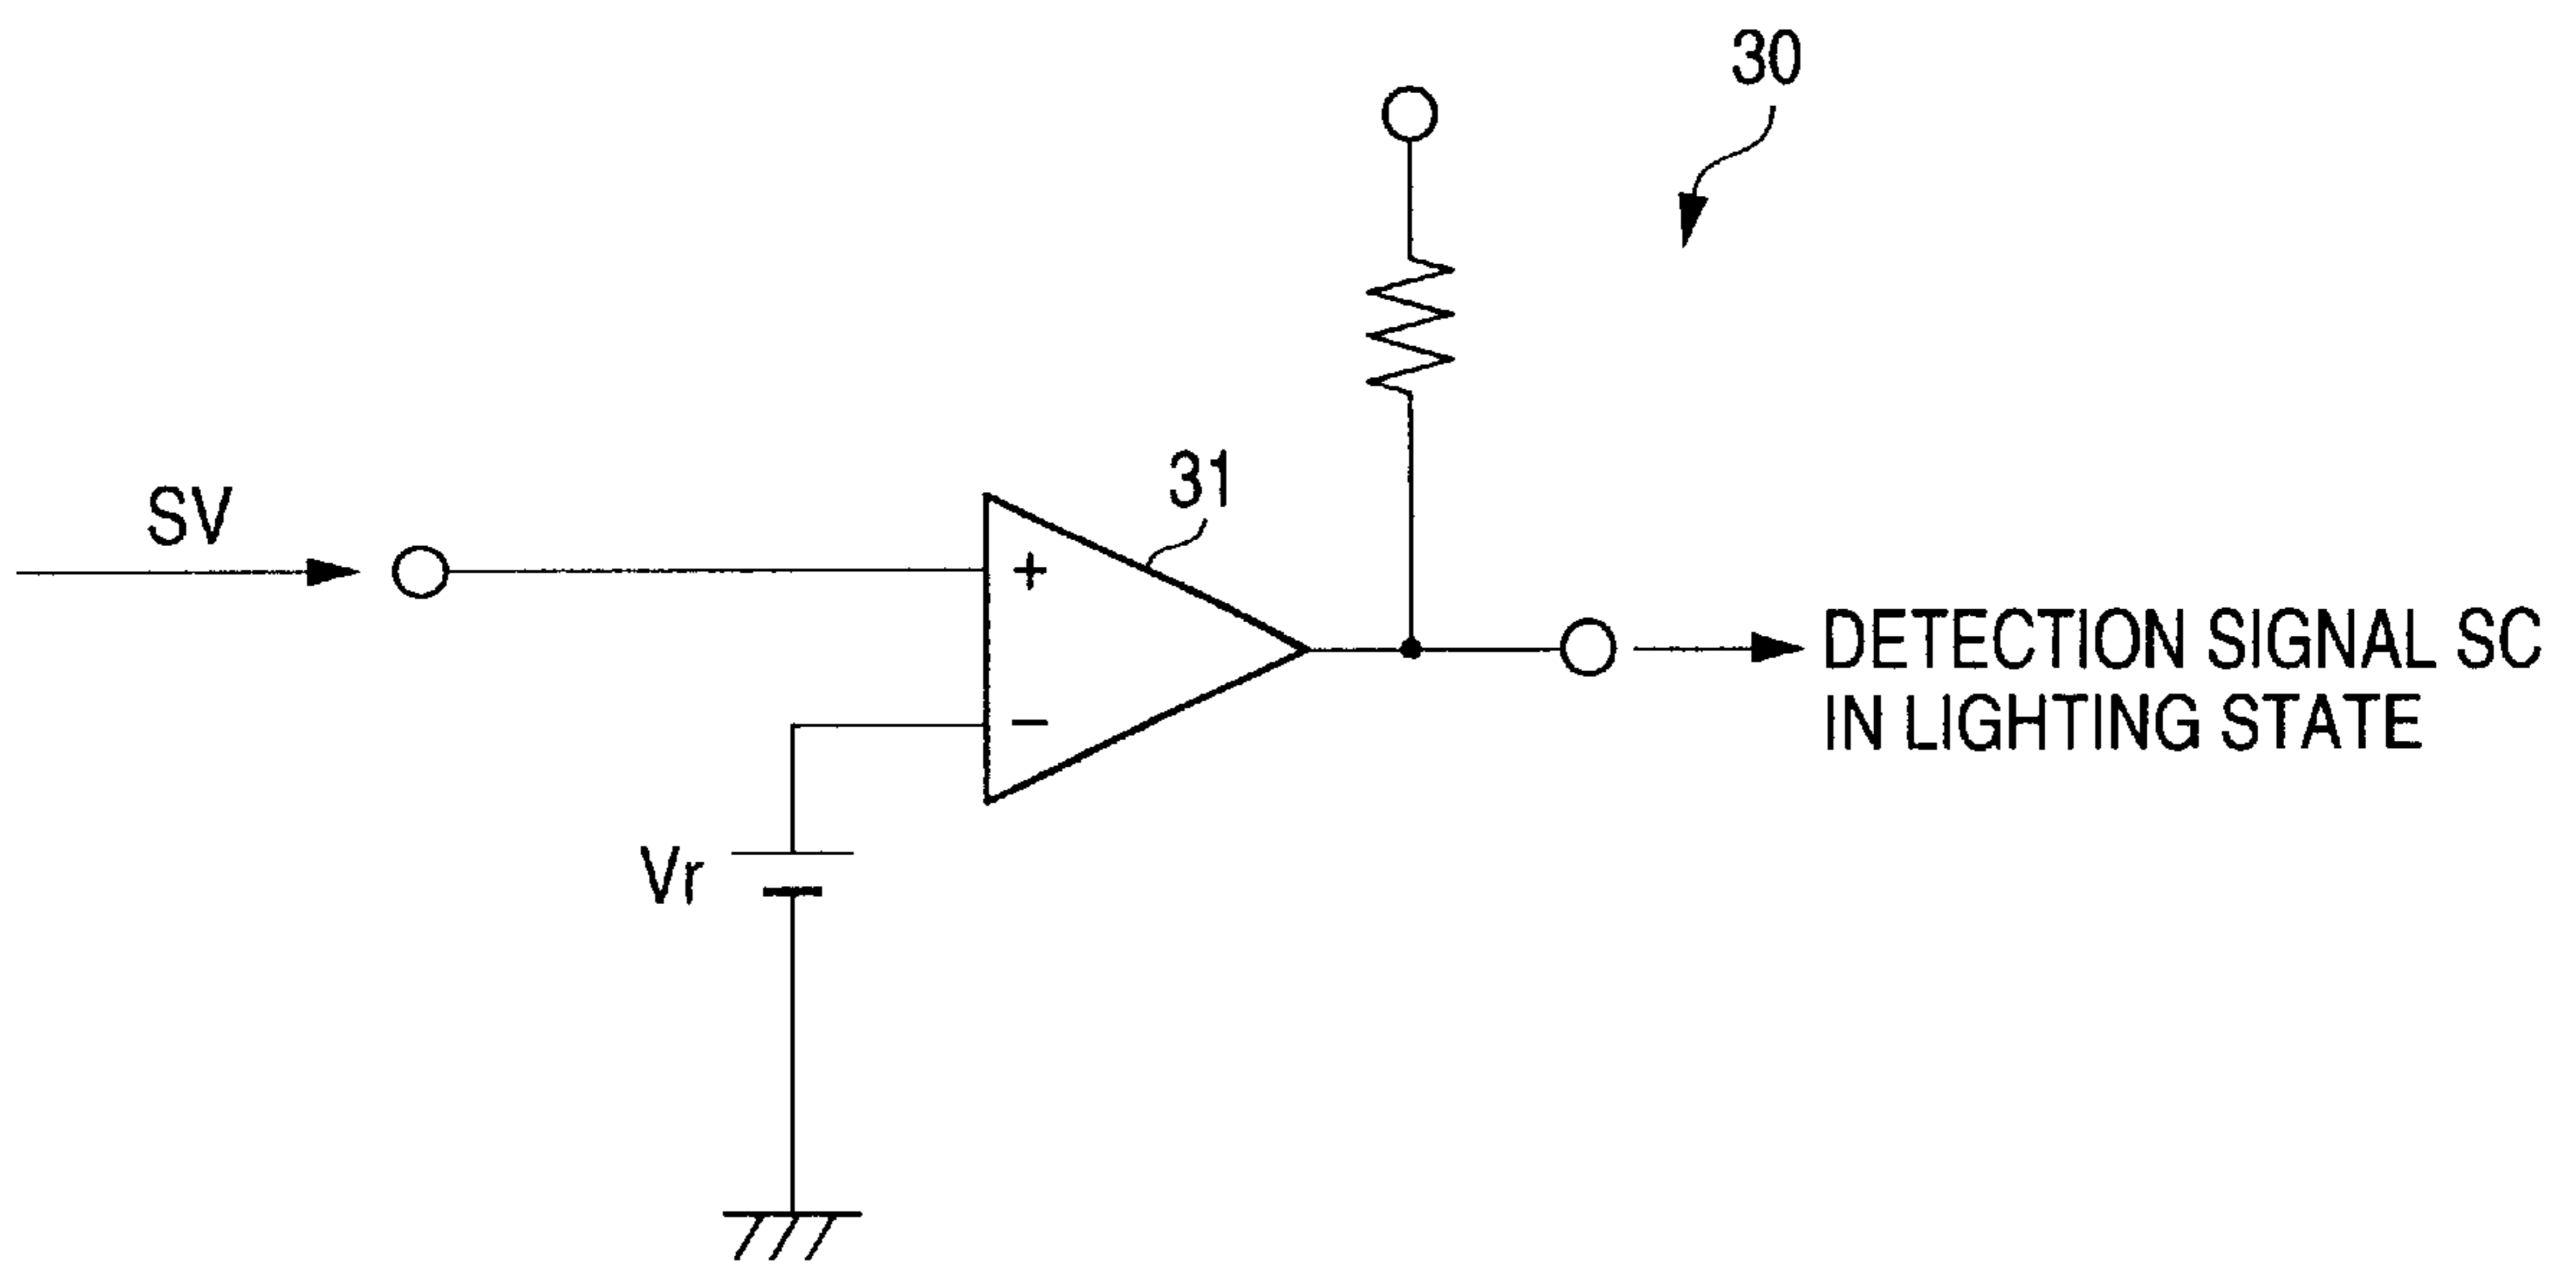 30
31
SV
+
−
DETECTION SIGNAL SC
IN LIGHTING STATE
Vr